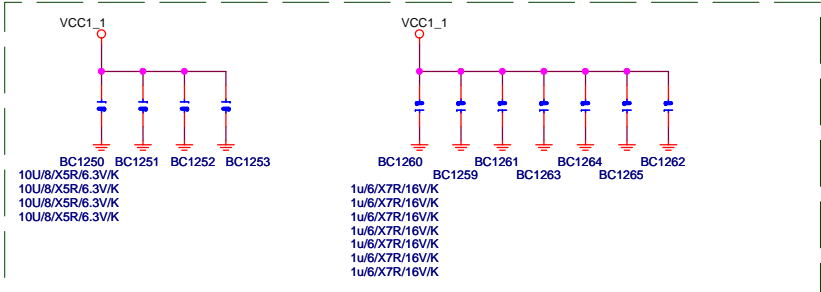 VCC1_1
VCC1_1
BC1250 BC1251 BC1252 BC1253
BC1260 BC1261 BC1264 BC1262
BC1259 BC1263 BC1265
10U/8/X5R/6.3V/K
10U/8/X5R/6.3V/K
10U/8/X5R/6.3V/K
10U/8/X5R/6.3V/K
1u/6/X7R/16V/K
1u/6/X7R/16V/K
1u/6/X7R/16V/K
1u/6/X7R/16V/K
1u/6/X7R/16V/K
1u/6/X7R/16V/K
1u/6/X7R/16V/K